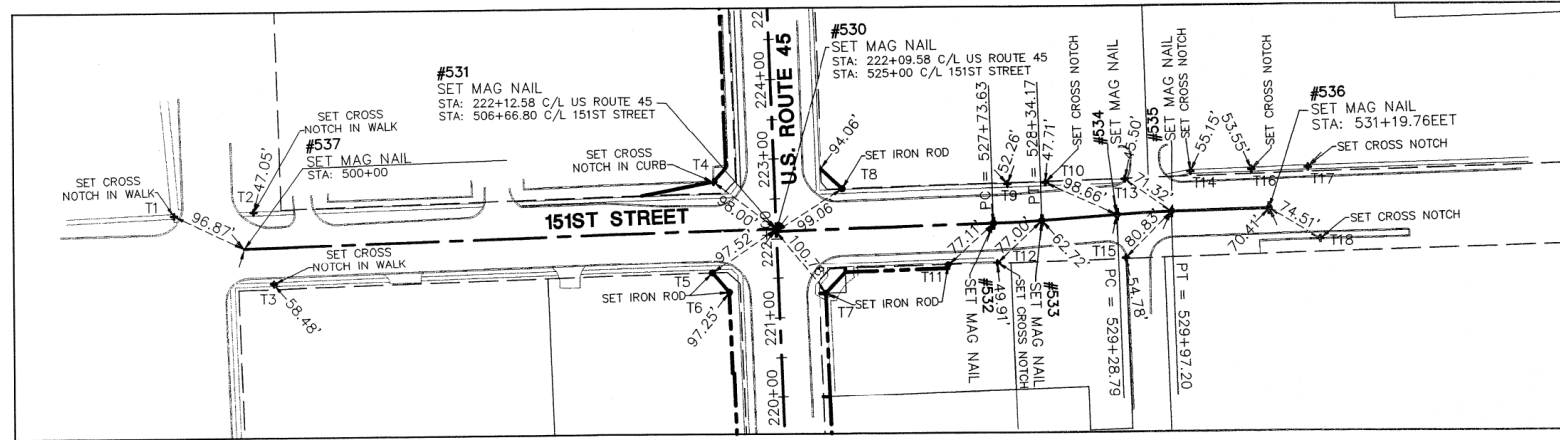 #531
SET MAG NAIL
STA: 222+12.58 C/L US ROUTE 45
STA: 506+66.80 C/L 151ST STREET
#530
SET MAG NAIL
STA: 222+09.58 C/L US ROUTE 45
STA: 525+00 C/L 151ST STREET
#536
SET MAG NAIL
STA: 531+19.76EET
SET CROSS
NOTCH IN WALK
#537
SET MAG NAIL
STA: 500+00
SET CROSS
NOTCH IN WALK
T1
T2
47.05'
96.87'
SET CROSS
NOTCH IN WALK
T3
58.48'
151ST STREET
SET CROSS
NOTCH IN CURB
T4
98.00'
97.52'
T5
SET IRON ROD
T6
97.25'
U.S. ROUTE 45
224+00
223+00
221+00
220+00
94.06'
SET IRON ROD
T8
99.06'
100.78'
T7
SET IRON ROD
T11
77.11'
PC = 527+73.63
#532
SET MAG NAIL
52.26'
T9
PT = 528+34.17
#533
SET MAG NAIL
47.71'
SET CROSS NOTCH
T10
98.66'
77.00'
T12
49.91'
SET CROSS NOTCH
62.72
#534
SET MAG NAIL
45.50'
T13
71.32'
#535
SET MAG NAIL
SET CROSS NOTCH
T14
55.15'
53.55'
SET CROSS NOTCH
T16
SET CROSS NOTCH
T17
T15
80.83'
54.78'
PC = 529+28.79
PT = 529+97.20
70.41'
74.51'
SET CROSS NOTCH
T18